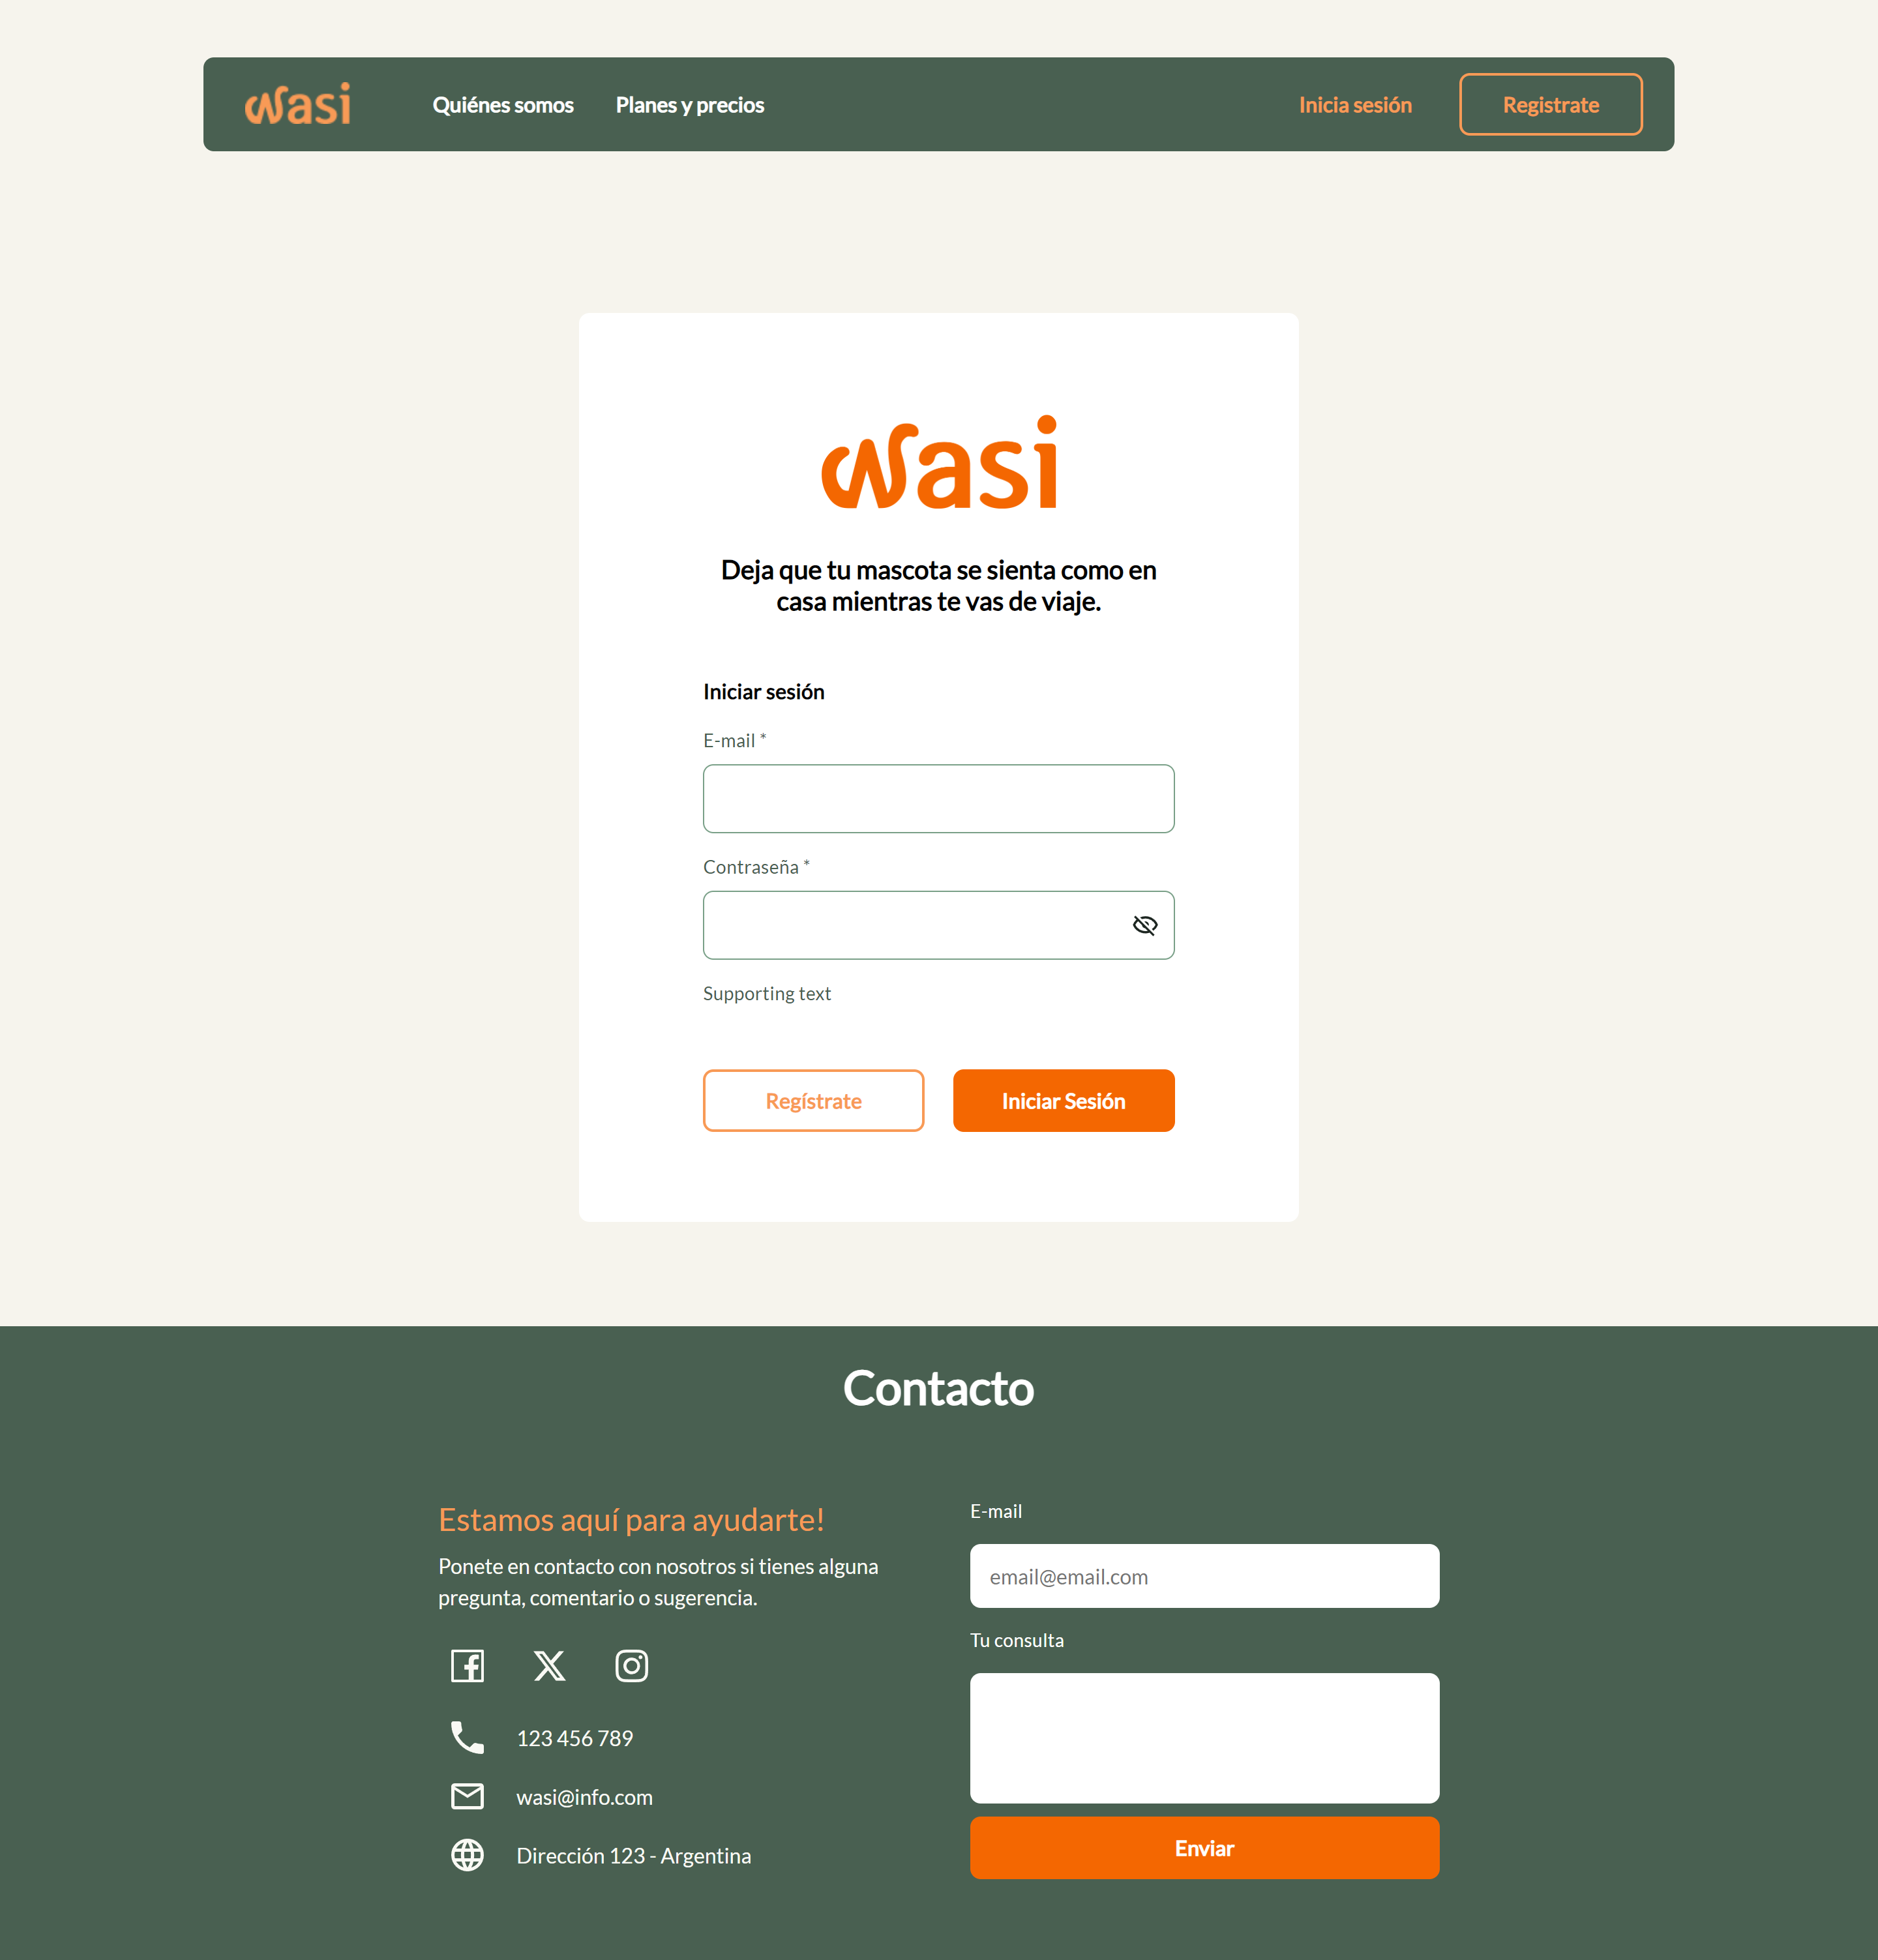 Wasi
Quiénes somos
Planes y precios
Inicia sesión
Registrate
Wasi
Deja que tu mascota se sienta como en
casa mientras te vas de viaje.
Iniciar sesión
E-mail *
Contraseña *
Supporting text
Regístrate
Iniciar Sesión
Contacto
Estamos aquí para ayudarte!
Ponete en contacto con nosotros si tienes alguna
pregunta, comentario o sugerencia.
123 456 789
wasi@info.com
Dirección 123 - Argentina
E-mail
email@email.com
Tu consulta
Enviar